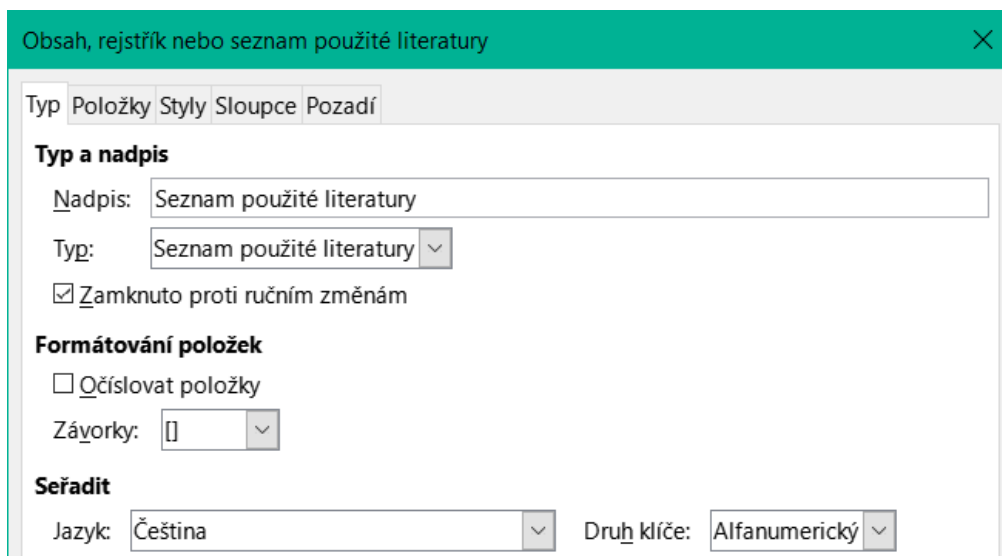 Obsah, rejstřík nebo seznam použité literatury
Typ Položky Styly Sloupce Pozadí
Typ a nadpis
Nadpis: Seznam použité literatury
Typ: Seznam použité literatury
Zamknuto proti ručním změnám
Formátování položek
Očíslovat položky
Závorky: []
Seřadit
Jazyk: Čeština Druh klíče: Alfanumerický